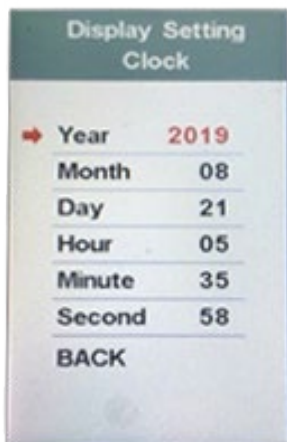 Display Setting
Clock
Year 2019
Month 08
Day 21
Hour 05
Minute 35
Second 58
BACK